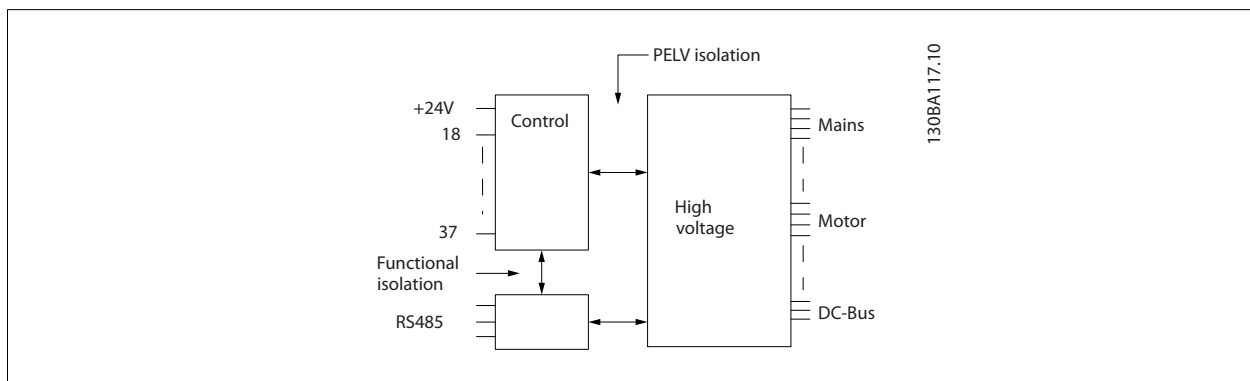 PELV isolation
+24V
Control
18
Mains
High
voltage
Motor
37
Functional
isolation
RS485
DC-Bus
130BA117.10